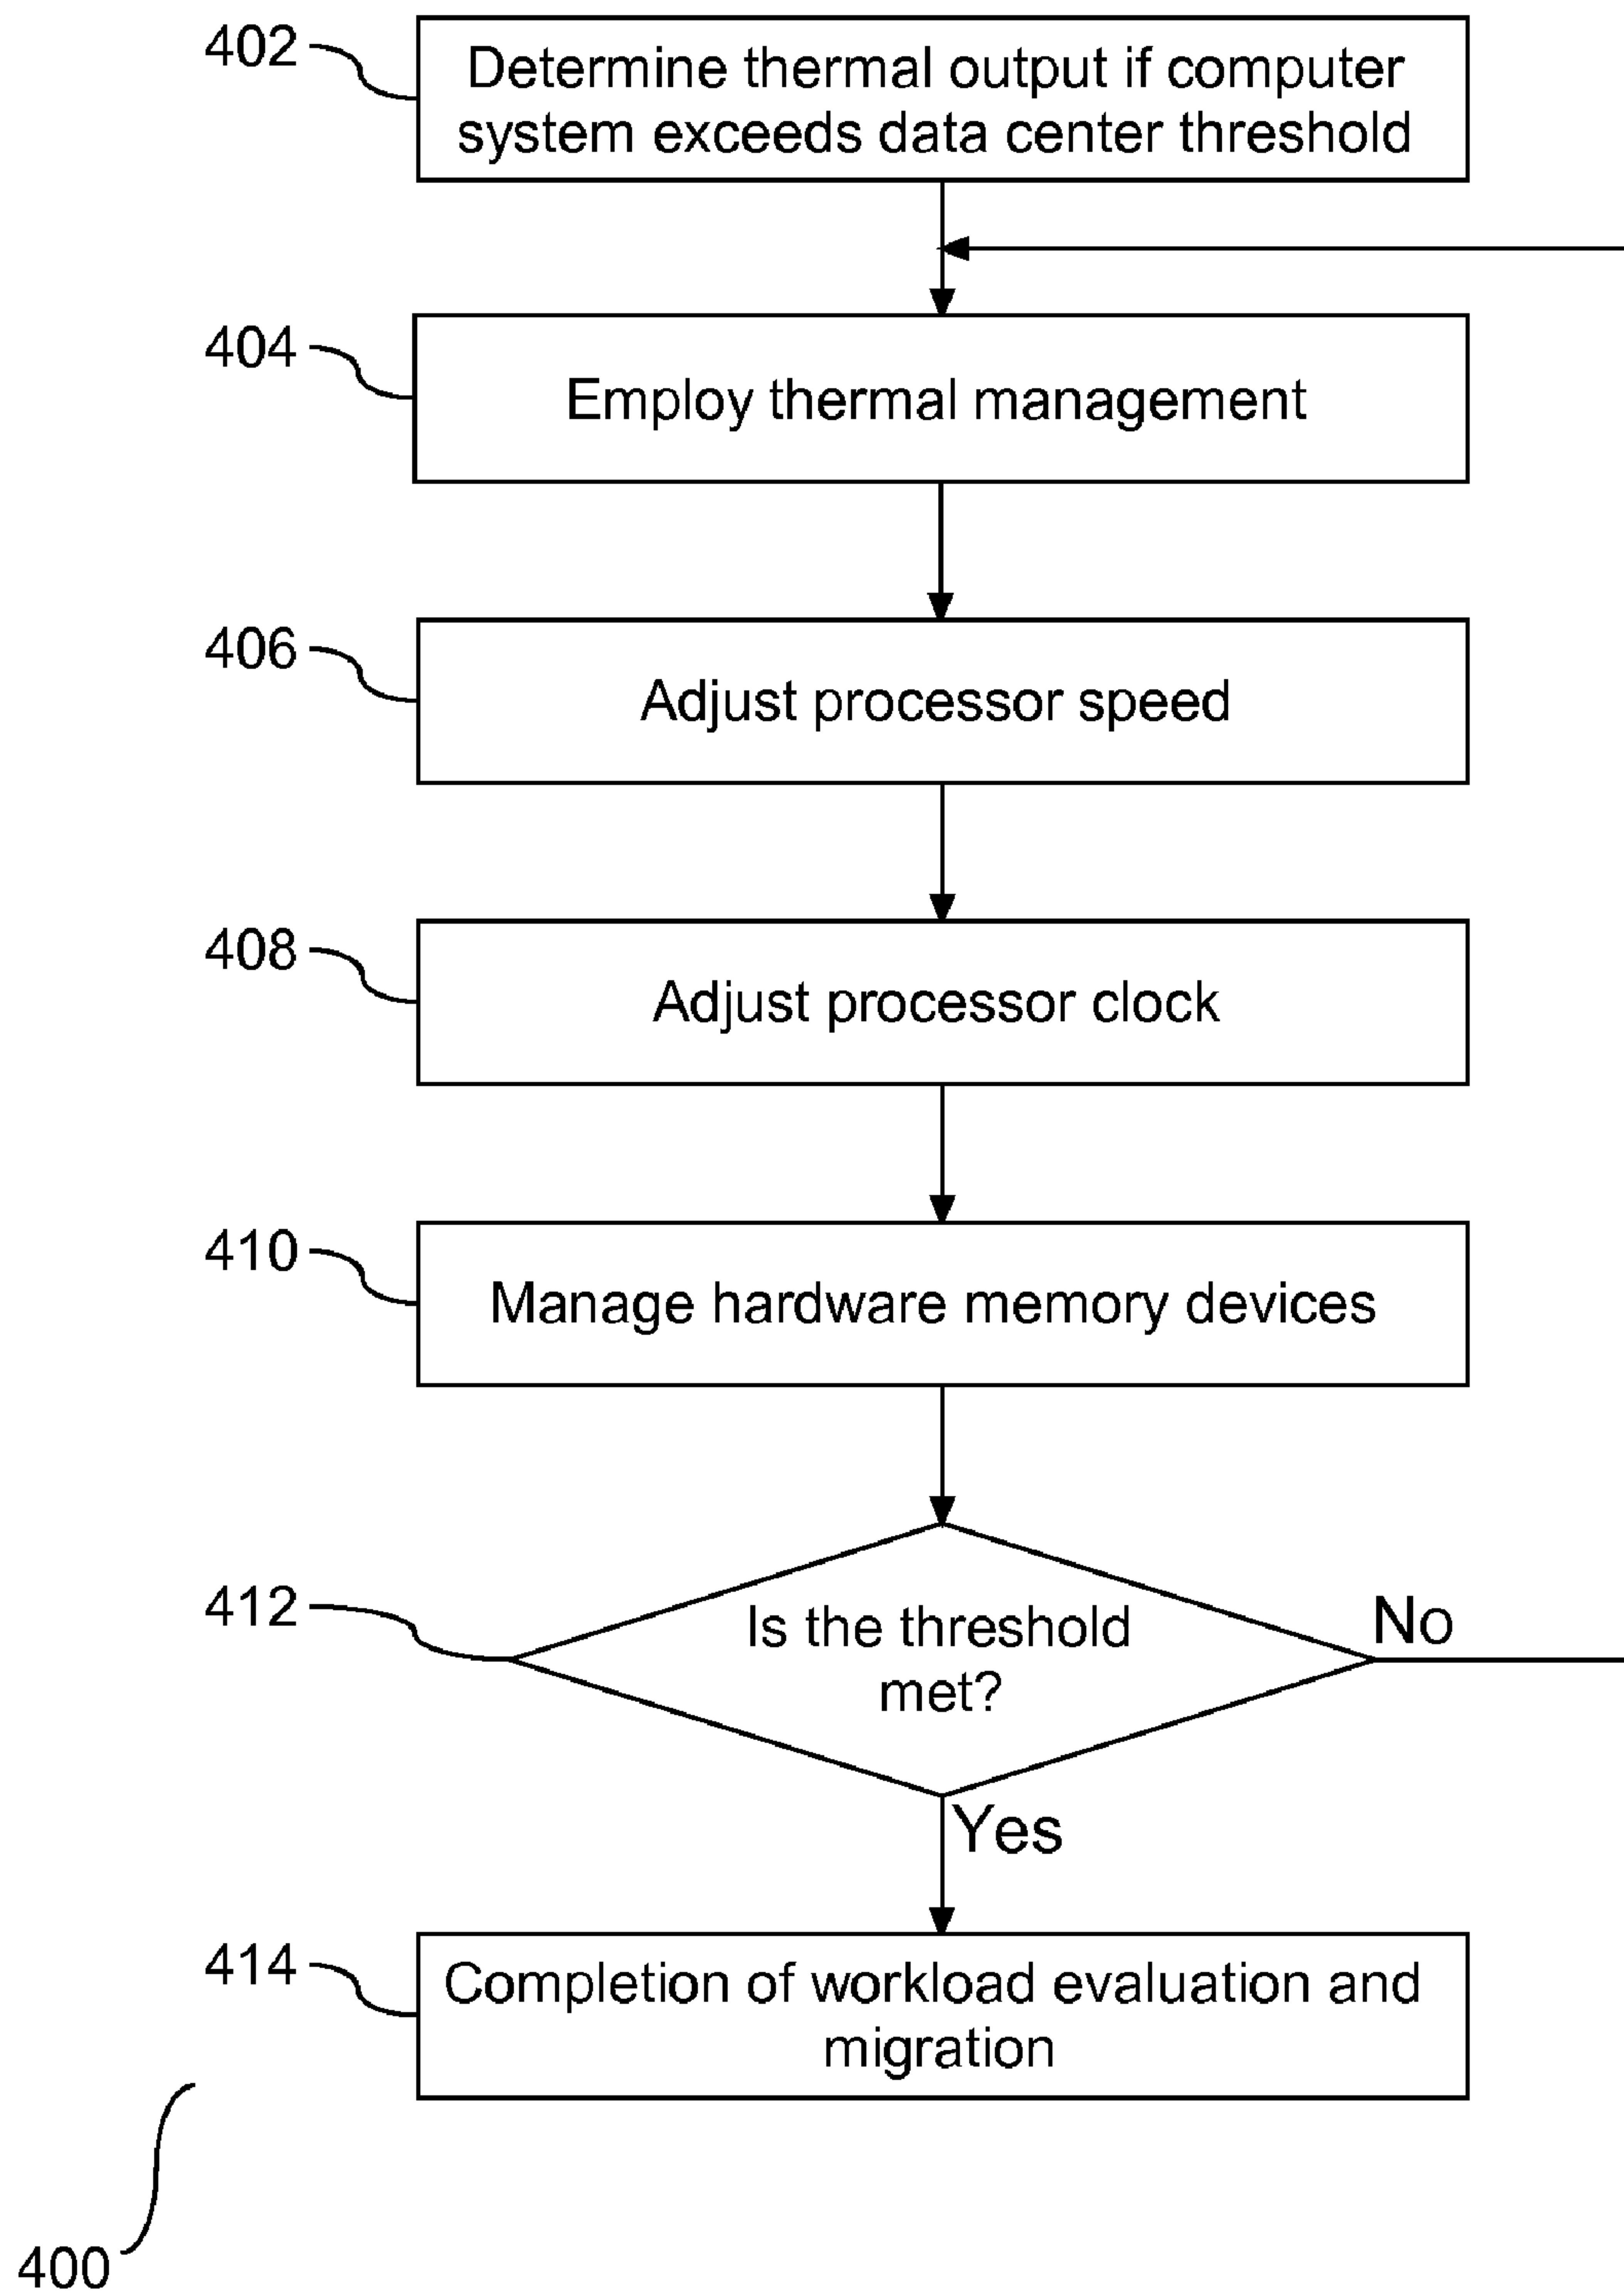 402
Determine thermal output if computer
system exceeds data center threshold
404
Employ thermal management
406
Adjust processor speed
408
Adjust processor clock
410
Manage hardware memory devices
412
Is the threshold
met?
No
Yes
414
Completion of workload evaluation and
migration
400